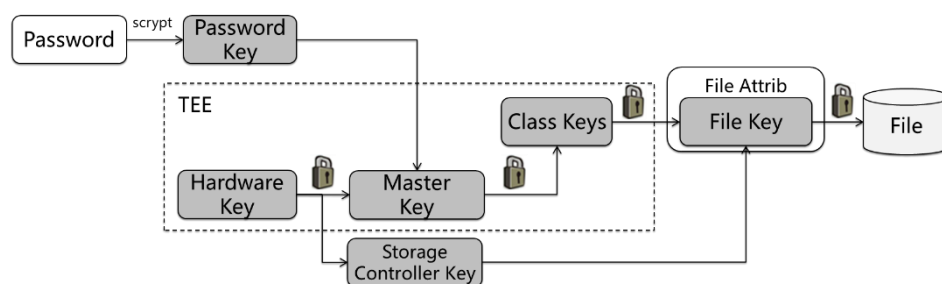 scrypt
Password
Password
Key
TEE
File Attrib
Class Keys
File Key
File
Hardware
Key
Master
Key
Storage
Controller Key